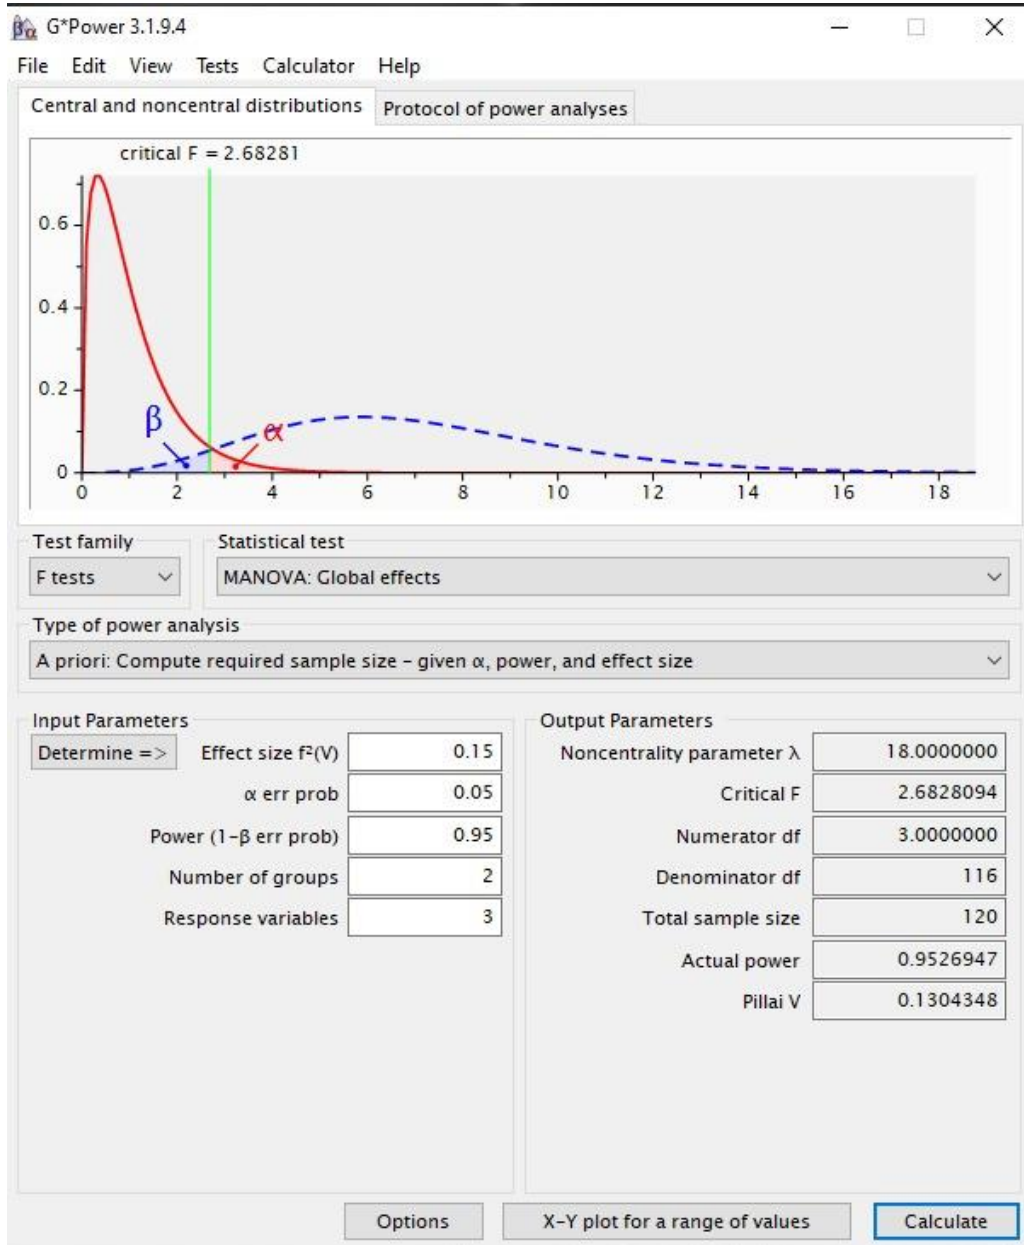 βα G*Power 3.1.9.4
File Edit View Tests Calculator Help
Central and noncentral distributions Protocol of power analyses
critical F = 2.68281
0.6
0.4
0.2
β α
0
0 2 4 6 8 10 12 14 16 18
Test family Statistical test
F tests MANOVA: Global effects
Type of power analysis
A priori: Compute required sample size - given α, power, and effect size
Input Parameters Output Parameters
Determine => Effect size f²(V) 0.15 Noncentrality parameter λ 18.0000000
α err prob 0.05 Critical F 2.6828094
Power (1-β err prob) 0.95 Numerator df 3.0000000
Number of groups 2 Denominator df 116
Response variables 3 Total sample size 120
Actual power 0.9526947
Pillai V 0.1304348
Options X-Y plot for a range of values Calculate